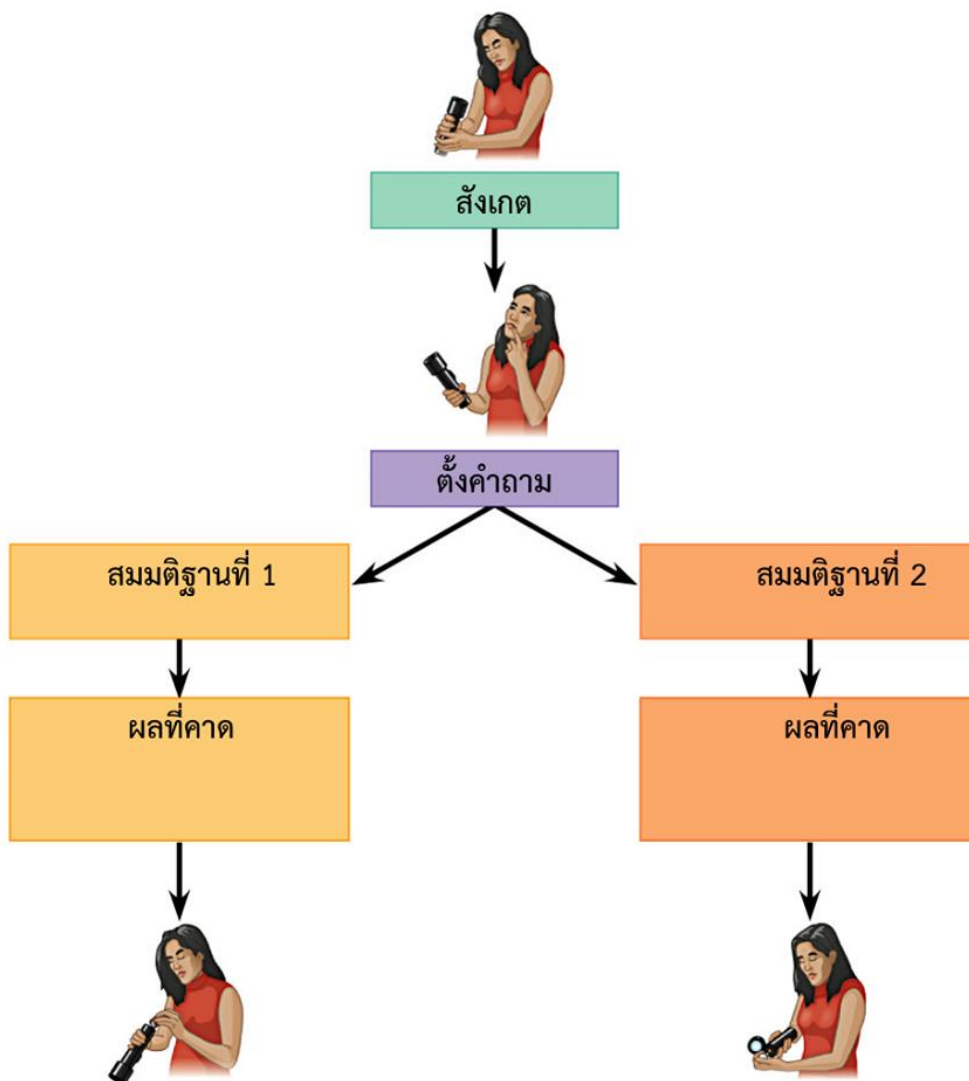 สังเกต
ตั้งคำถาม
สมมติฐานที่ 1
สมมติฐานที่ 2
ผลที่คาด
ผลที่คาด